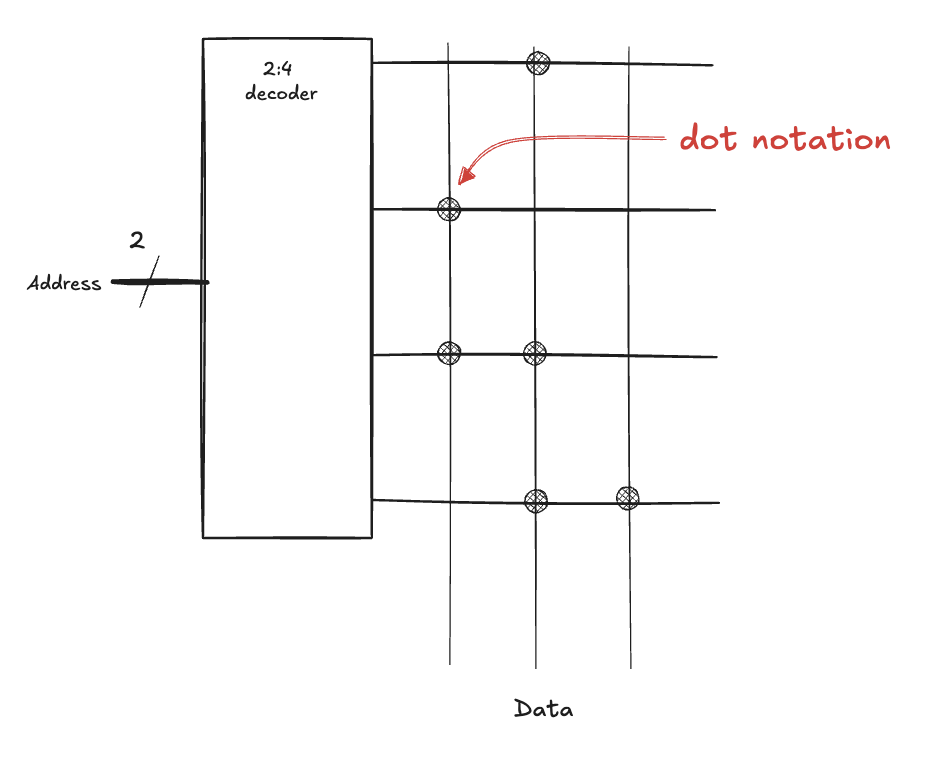 2:4
decoder
dot notation
2
Address
Data